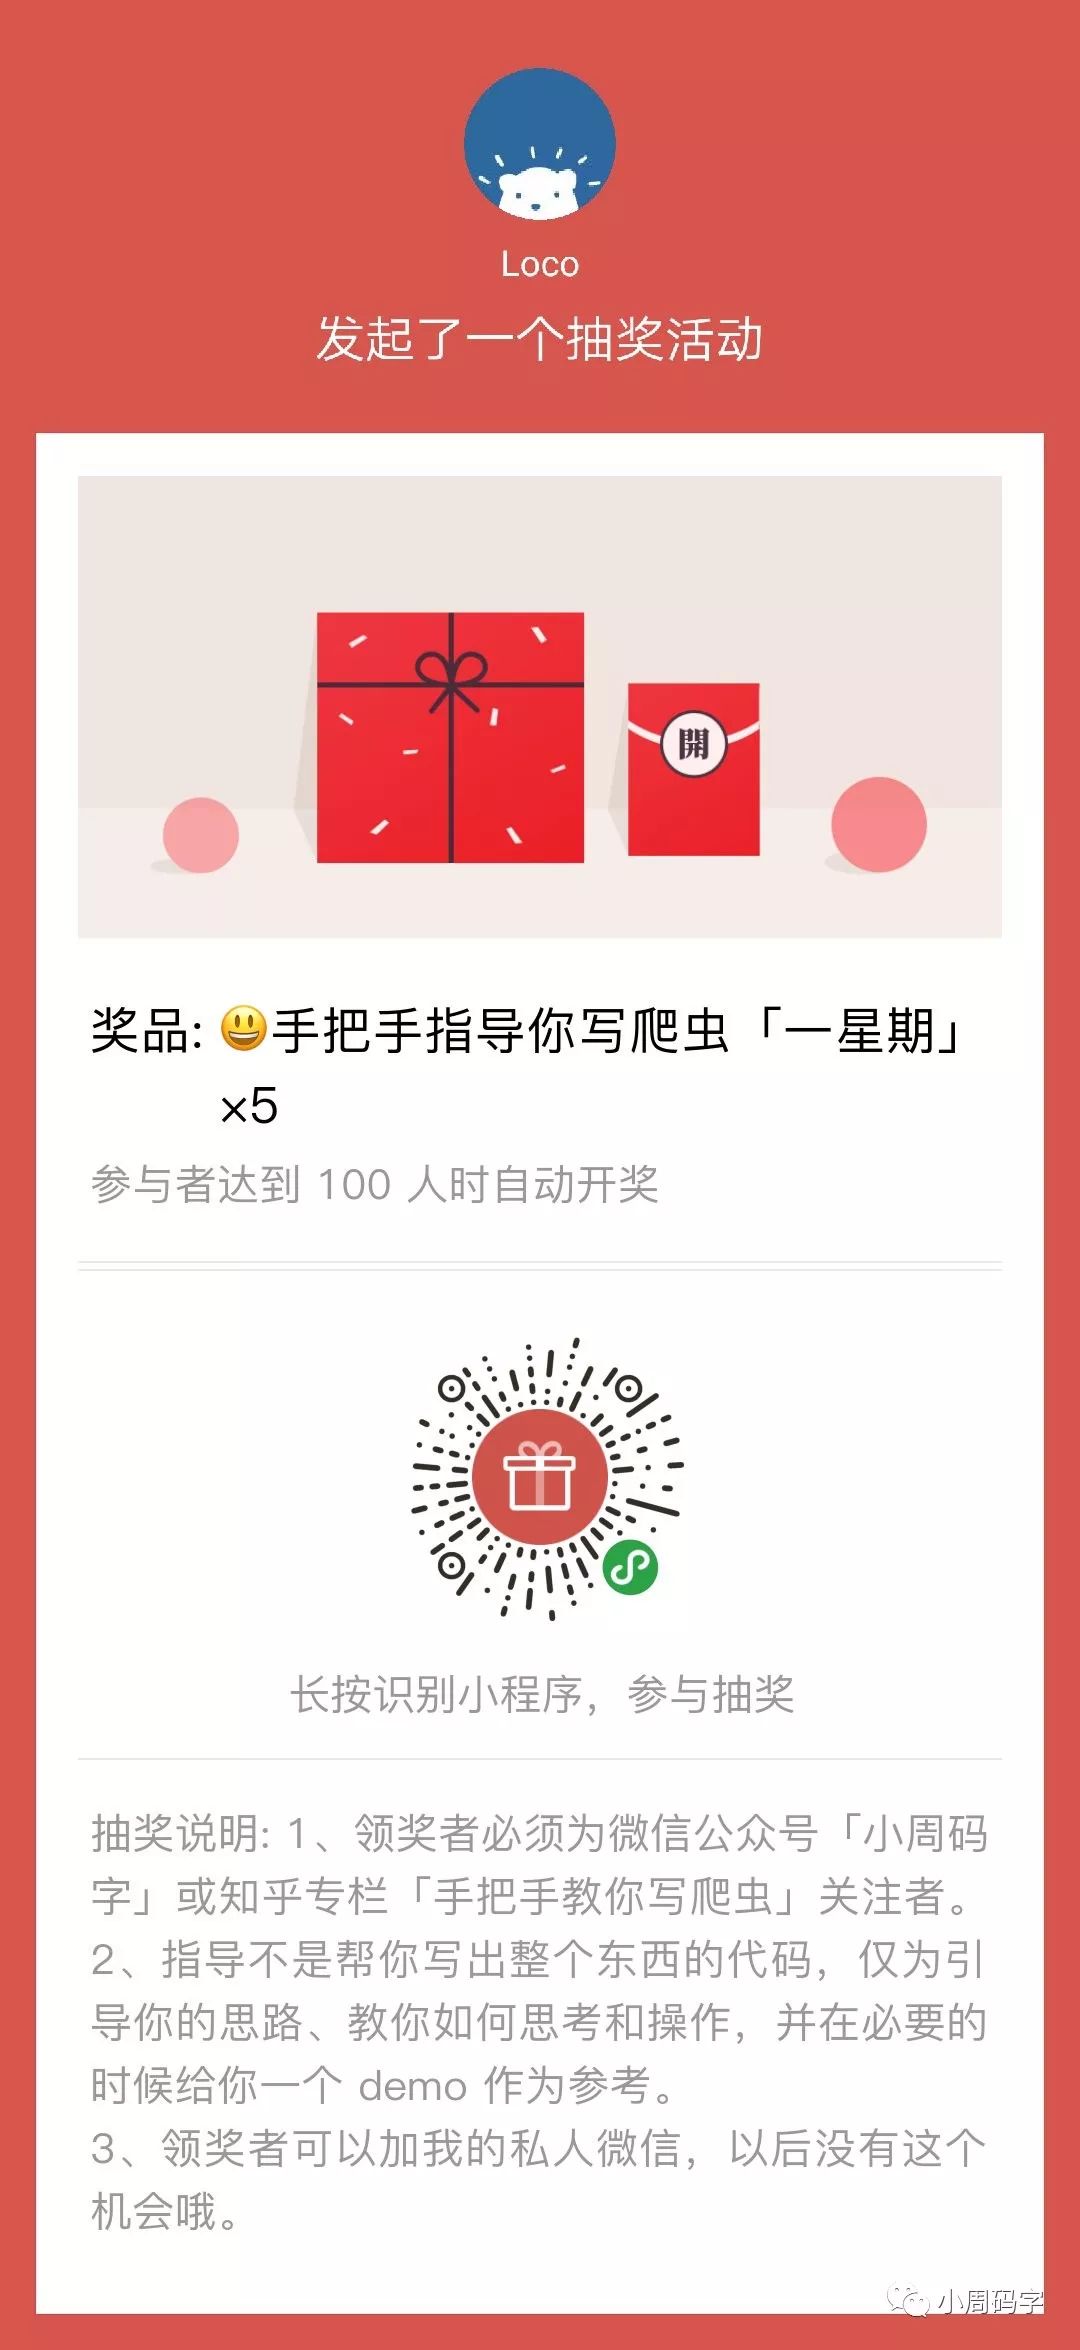 Loco
发起了一个抽奖活动
開
奖品: 😃手把手指导你写爬虫「一星期」
×5
参与者达到 100 人时自动开奖
长按识别小程序，参与抽奖
抽奖说明: 1、领奖者必须为微信公众号「小周码
字」或知乎专栏「手把手教你写爬虫」关注者。
2、指导不是帮你写出整个东西的代码，仅为引
导你的思路、教你如何思考和操作，并在必要的
时候给你一个 demo 作为参考。
3、领奖者可以加我的私人微信，以后没有这个
机会哦。
小周码字